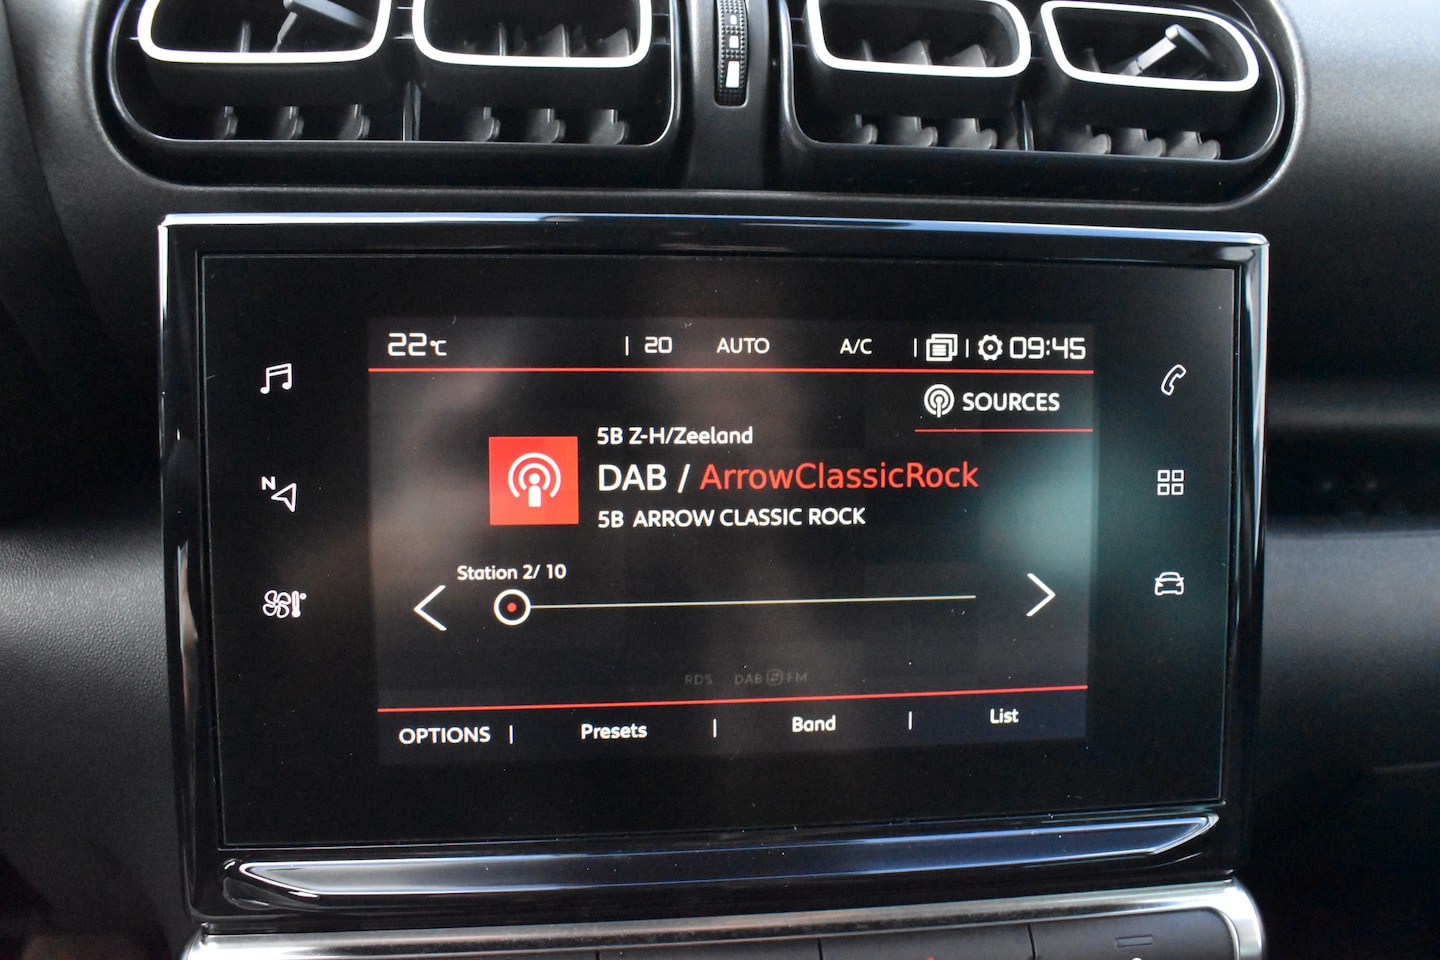 22°C | 20 AUTO A/C | | 09:45
SOURCES
5B Z-H/Zeeland
DAB / ArrowClassicRock
5B ARROW CLASSIC ROCK
N
Station 2/ 10
RDS DAB FM
OPTIONS | Presets | Band | List